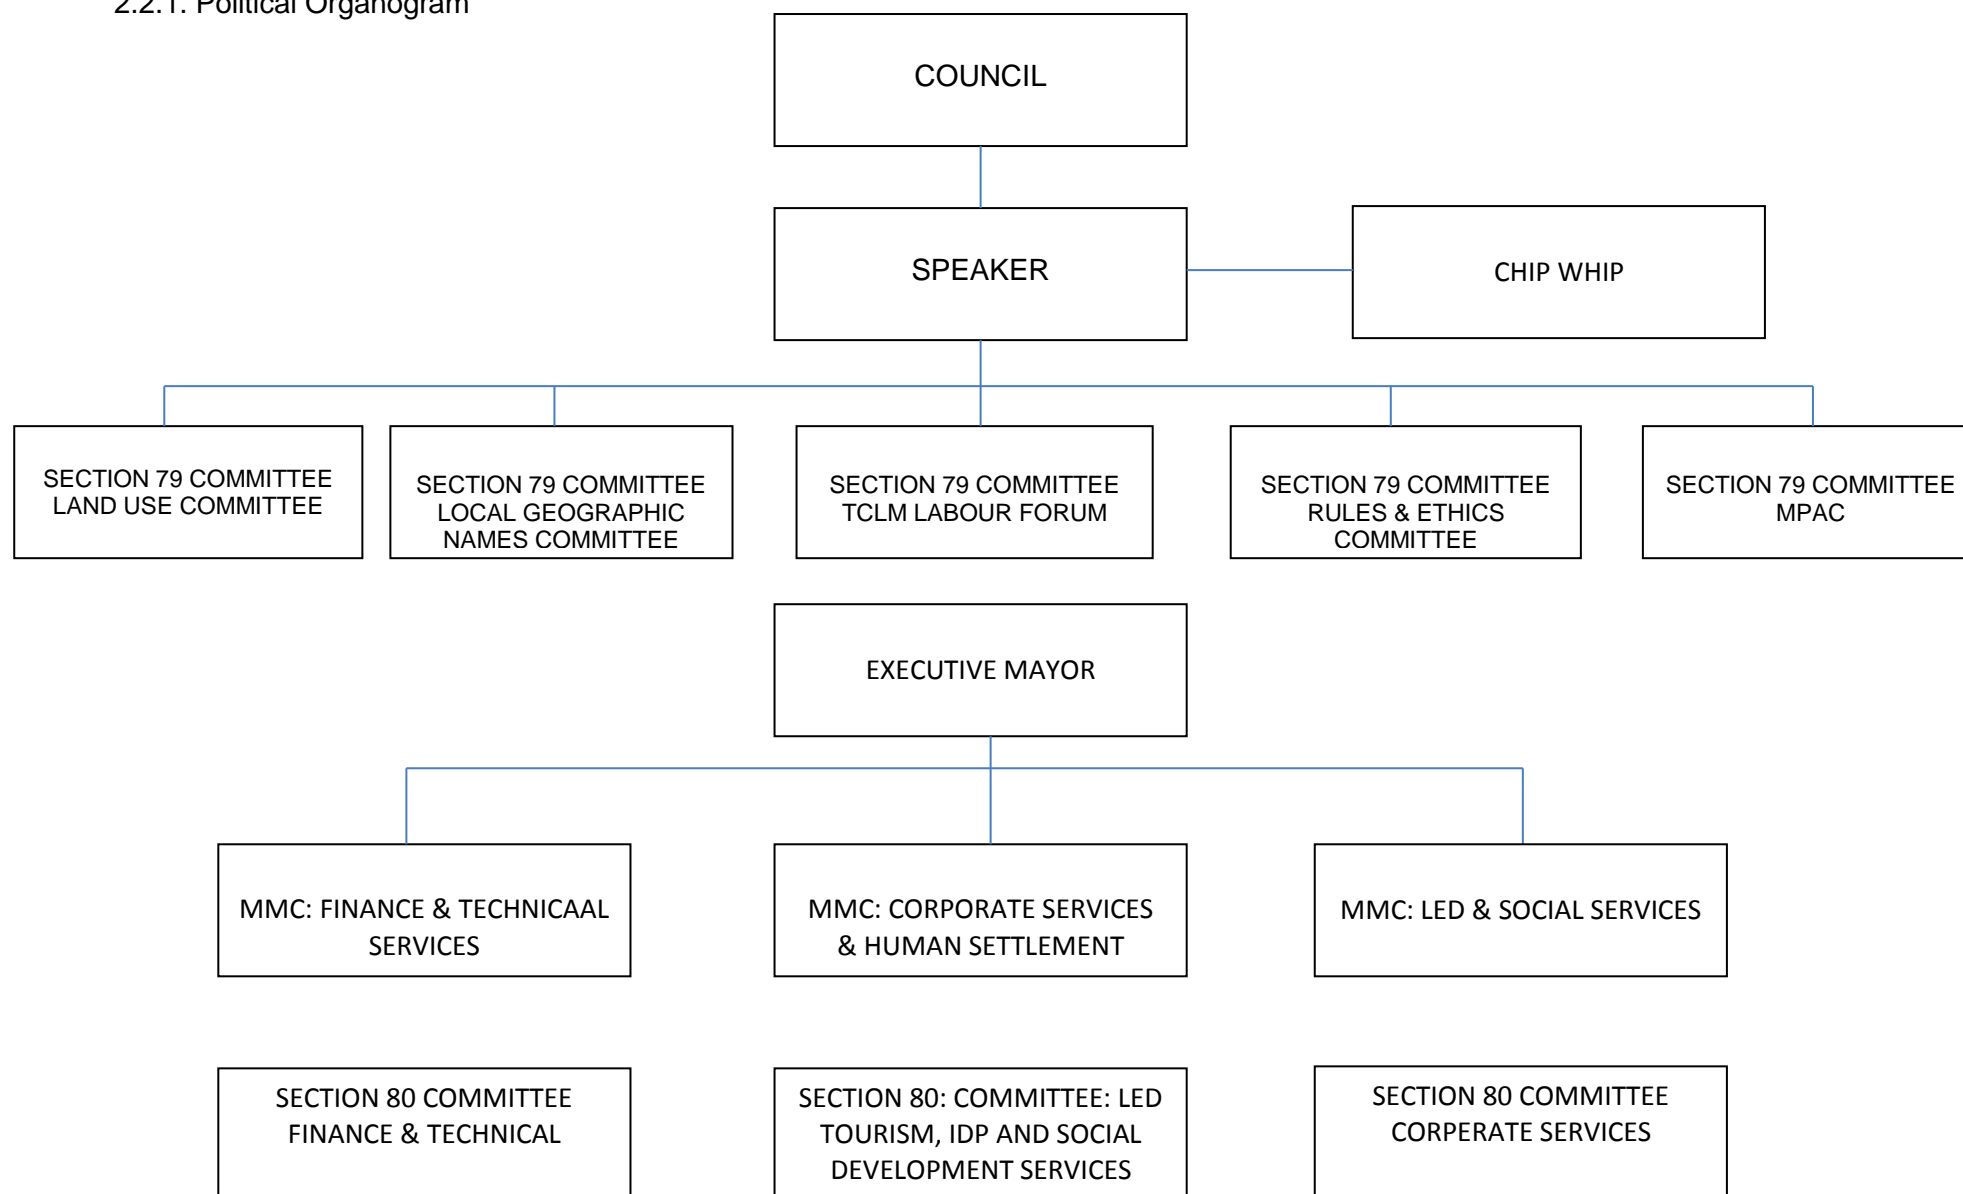 2.2.1. Political Organogram
COUNCIL
SPEAKER
CHIP WHIP
SECTION 79 COMMITTEE
LAND USE COMMITTEE
SECTION 79 COMMITTEE
LOCAL GEOGRAPHIC
NAMES COMMITTEE
SECTION 79 COMMITTEE
TCLM LABOUR FORUM
SECTION 79 COMMITTEE
RULES & ETHICS
COMMITTEE
SECTION 79 COMMITTEE
MPAC
EXECUTIVE MAYOR
MMC: FINANCE & TECHNICAAL
SERVICES
MMC: CORPORATE SERVICES
& HUMAN SETTLEMENT
MMC: LED & SOCIAL SERVICES
SECTION 80 COMMITTEE
FINANCE & TECHNICAL
SECTION 80: COMMITTEE: LED
TOURISM, IDP AND SOCIAL
DEVELOPMENT SERVICES
SECTION 80 COMMITTEE
CORPERATE SERVICES